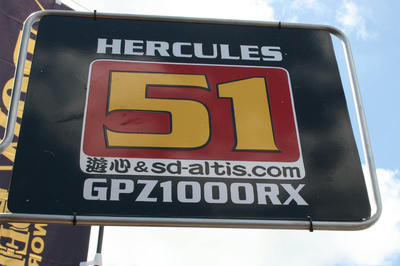 HERCULES
51
遊心&sd-altis.com
GPZ1000RX